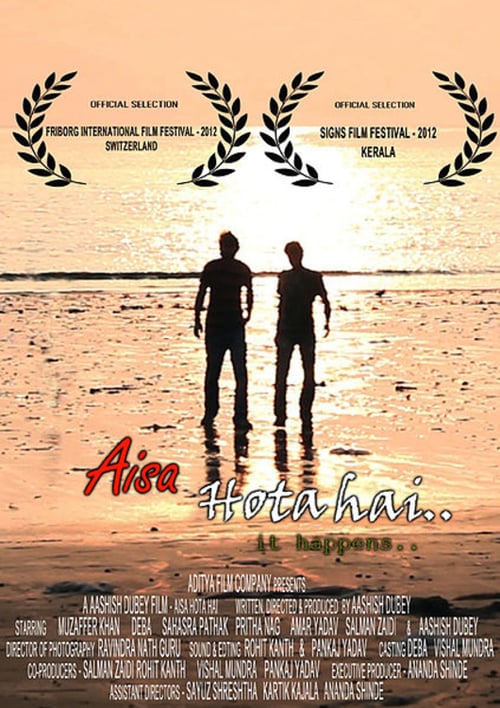 OFFICIAL SELECTION
FRIBORG INTERNATIONAL FILM FESTIVAL - 2012
SWITZERLAND
OFFICIAL SELECTION
SIGNS FILM FESTIVAL - 2012
KERALA
Aisa Hota hai..
it happens..
ADITYA FILM COMPANY PRESENTS
A AASHISH DUBEY FILM - AISA HOTA HAI WRITTEN, DIRECTED & PRODUCED BY AASHISH DUBEY
STARRING MUZAFFER KHAN DEBA SAHASRA PATHAK PRITHA NAG AMAR YADAV SALMAN ZAIDI & AASHISH DUBEY
DIRECTOR OF PHOTOGRAPHY RAVINDRA NATH GURU SOUND & EDITING ROHIT KANTH & PANKAJ YADAV CASTING DEBA VISHAL MUNDRA
CO-PRODUCERS - SALMAN ZAIDI ROHIT KANTH VISHAL MUNDRA PANKAJ YADAV EXECUTIVE PRODUCER - ANANDA SHINDE
ASSISTANT DIRECTORS - SAYUZ SHRESHTHA KARTIK KAJALA ANANDA SHINDE